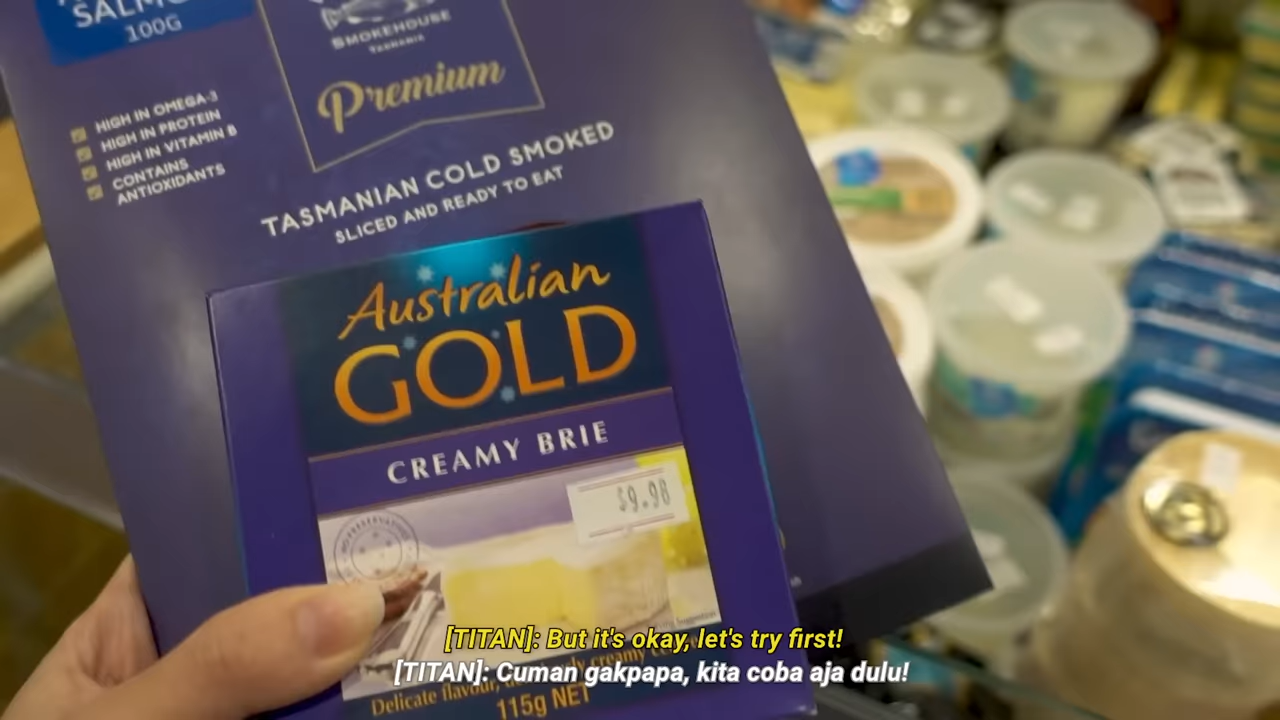 SALMO
100G
SMOKEHOUSE
TASMANIA
Premium
HIGH IN OMEGA-3
HIGH IN PROTEIN
HIGH IN VITAMIN B
CONTAINS
ANTIOXIDANTS
TASMANIAN COLD SMOKED
SLICED AND READY TO EAT
Australian
GOLD
CREAMY BRIE
$9.98
[TITAN]: But it's okay, let's try first!
[TITAN]: Cuman gakpapa, kita coba aja dulu!
Delicate flavour, creamy
115g NET